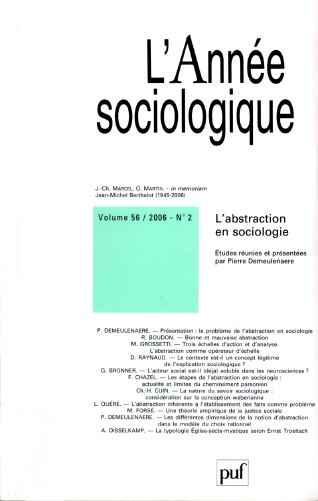 L'Année
sociologique
J.-Ch. MARCEL, O. MARTIN. – in memoriam
Jean-Michel Berthelot (1945-2006)
Volume 56 / 2006 - N° 2
L'abstraction
en sociologie
Études réunies et présentées
par Pierre Demeulenaere
P. DEMEULENAERE. — Présentation : le problème de l'abstraction en sociologie
R. BOUDON. — Bonne et mauvaise abstraction
M. GROSSETTI. — Trois échelles d'action et d'analyse.
L'abstraction comme opérateur d'échelle
D. RAYNAUD. — Le contexte est-il un concept légitime
de l'explication sociologique ?
G. BRONNER. — L'acteur social est-il (déjà) soluble dans les neurosciences ?
F. CHAZEL. — Les étapes de l'abstraction en sociologie :
actualité et limites du cheminement parsonien
Ch.-H. CUIN. — La nature du savoir sociologique :
considération sur la conception wébérienne
L. QUÉRÉ. — L'abstraction inhérente à l'établissement des faits comme problème
M. FORSÉ. — Une théorie empirique de la justice sociale
P. DEMEULENAERE. — Les différentes dimensions de la notion d'abstraction
dans le modèle du choix rationnel
A. DISSELKAMP. — La typologie Église-secte-mystique selon Ernst Troeltsch
puf